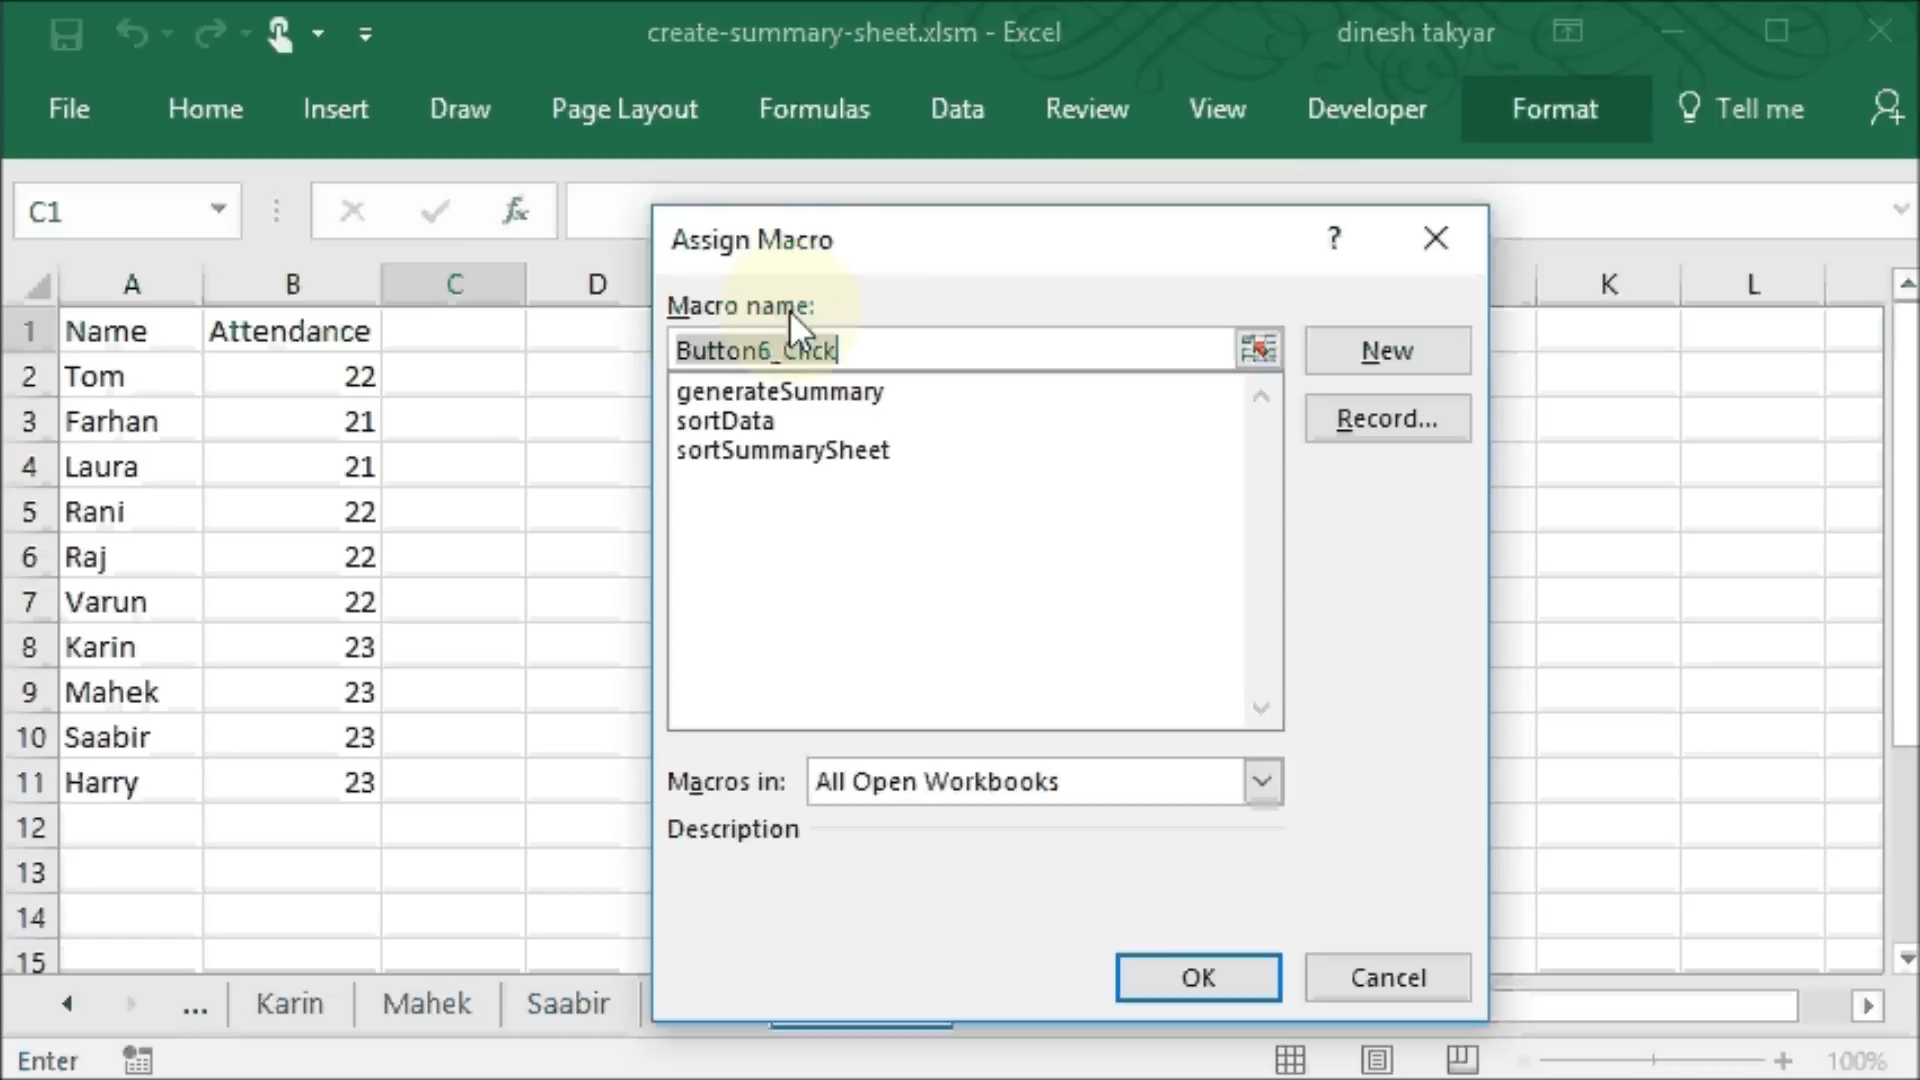 create-summary-sheet.xlsm - Excel
dinesh takyar
File Home Insert Draw Page Layout Formulas Data Review View Developer Format Tell me
C1 fx
Assign Macro ?
Macro name:
Button6_Click
New
generateSummary
sortData
sortSummarySheet
Record...
Macros in: All Open Workbooks
Description
OK Cancel
A B C D K L
1 Name Attendance
2 Tom 22
3 Farhan 21
4 Laura 21
5 Rani 22
6 Raj 22
7 Varun 22
8 Karin 23
9 Mahek 23
10 Saabir 23
11 Harry 23
12
13
14
15
... Karin Mahek Saabir
Enter 100%